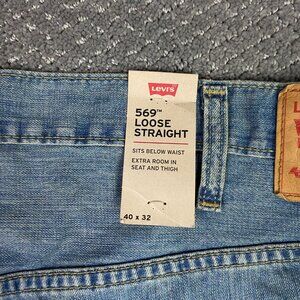 Levi's
569™
LOOSE
STRAIGHT
SITS BELOW WAIST
EXTRA ROOM IN
SEAT AND THIGH
40 x 32